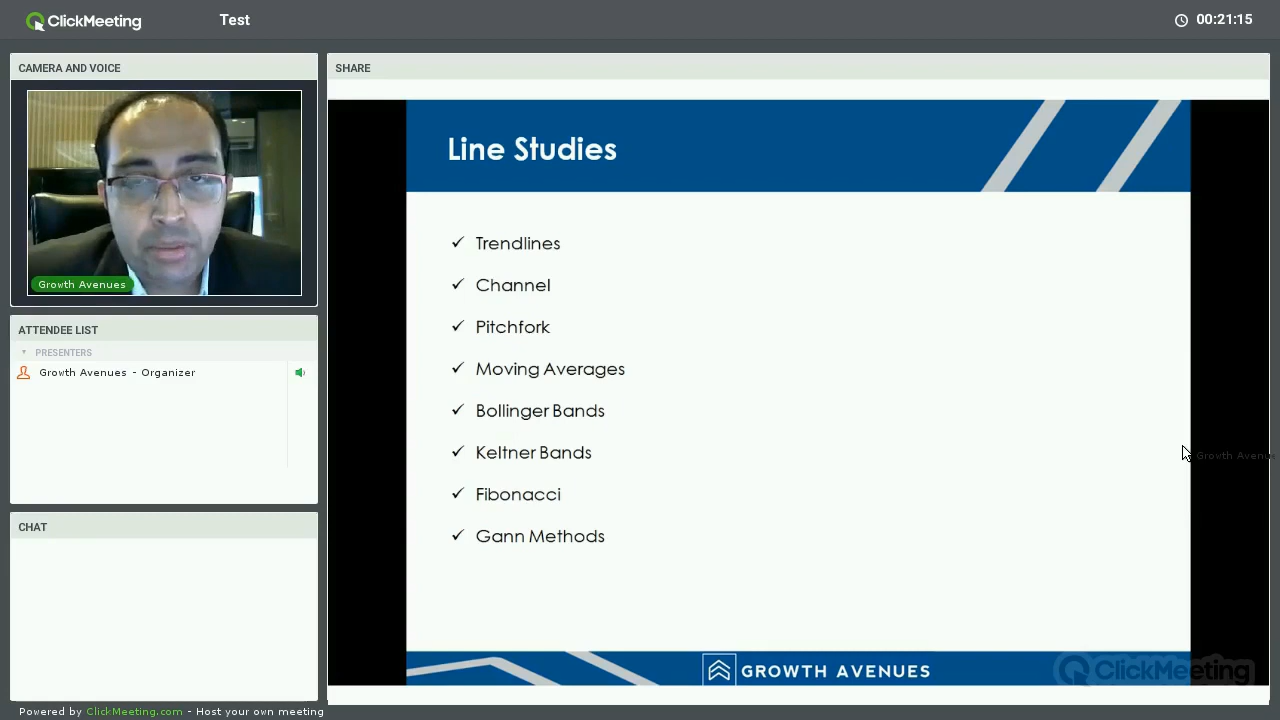 ClickMeeting
Test
00:21:15
CAMERA AND VOICE
Growth Avenues
ATTENDEE LIST
PRESENTERS
Growth Avenues - Organizer
CHAT
SHARE
Line Studies
Trendlines
Channel
Pitchfork
Moving Averages
Bollinger Bands
Keltner Bands
Fibonacci
Gann Methods
Growth Avenu
GROWTH AVENUES
ClickMeeting
Powered by ClickMeeting.com - Host your own meeting